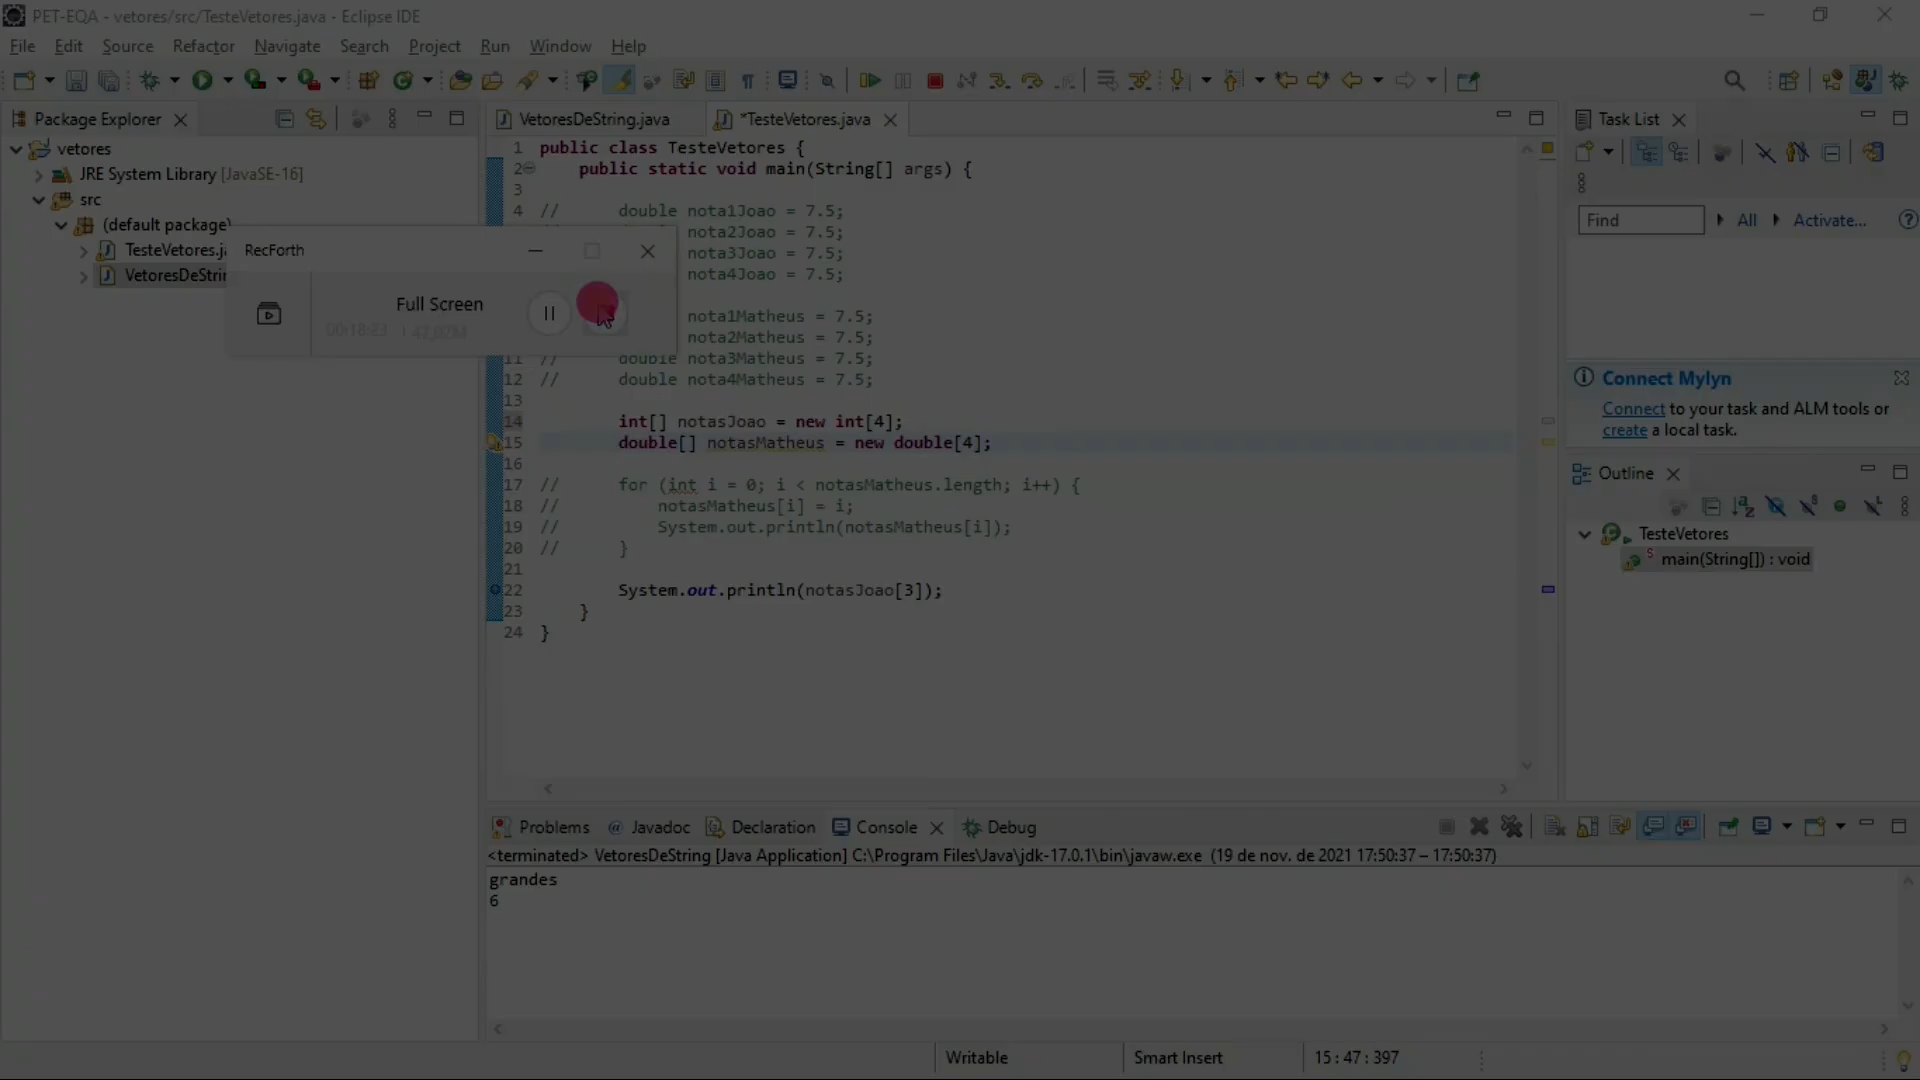 PET-EQA - vetores/src/TesteVetores.java - Eclipse IDE
File Edit Source Refactor Navigate Search Project Run Window Help
Package Explorer
vetores
JRE System Library [JavaSE-16]
src
(default package)
TesteVetores.ja
VetoresDeStrin
RecForth
Full Screen
00:18:23
VetoresDeString.java *TesteVetores.java
1 public class TesteVetores {
2 public static void main(String[] args) {
3
4 // double nota1Joao = 7.5;
nota2Joao = 7.5;
nota3Joao = 7.5;
nota4Joao = 7.5;
nota1Matheus = 7.5;
nota2Matheus = 7.5;
11 // double nota3Matheus = 7.5;
12 // double nota4Matheus = 7.5;
13
14 int[] notasJoao = new int[4];
15 double[] notasMatheus = new double[4];
16
17 // for (int i = 0; i < notasMatheus.length; i++) {
18 // notasMatheus[i] = i;
19 // System.out.println(notasMatheus[i]);
20 // }
21
22 System.out.println(notasJoao[3]);
23 }
24 }
Task List
Find All Activate...
Connect Mylyn
Connect to your task and ALM tools or
create a local task.
Outline
TesteVetores
main(String[]) : void
Problems @ Javadoc Declaration Console Debug
<terminated> VetoresDeString [Java Application] C:\Program Files\Java\jdk-17.0.1\bin\javaw.exe (19 de nov. de 2021 17:50:37 – 17:50:37)
grandes
6
Writable Smart Insert 15 : 47 : 397